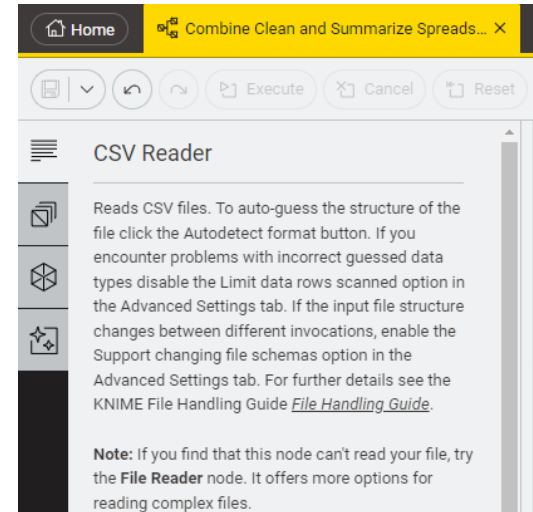 Home
Combine Clean and Summarize Spreads...
Execute
Cancel
Reset
CSV Reader
Reads CSV files. To auto-guess the structure of the
file click the Autodetect format button. If you
encounter problems with incorrect guessed data
types disable the Limit data rows scanned option in
the Advanced Settings tab. If the input file structure
changes between different invocations, enable the
Support changing file schemas option in the
Advanced Settings tab. For further details see the
KNIME File Handling Guide File Handling Guide.
Note: If you find that this node can't read your file, try
the File Reader node. It offers more options for
reading complex files.